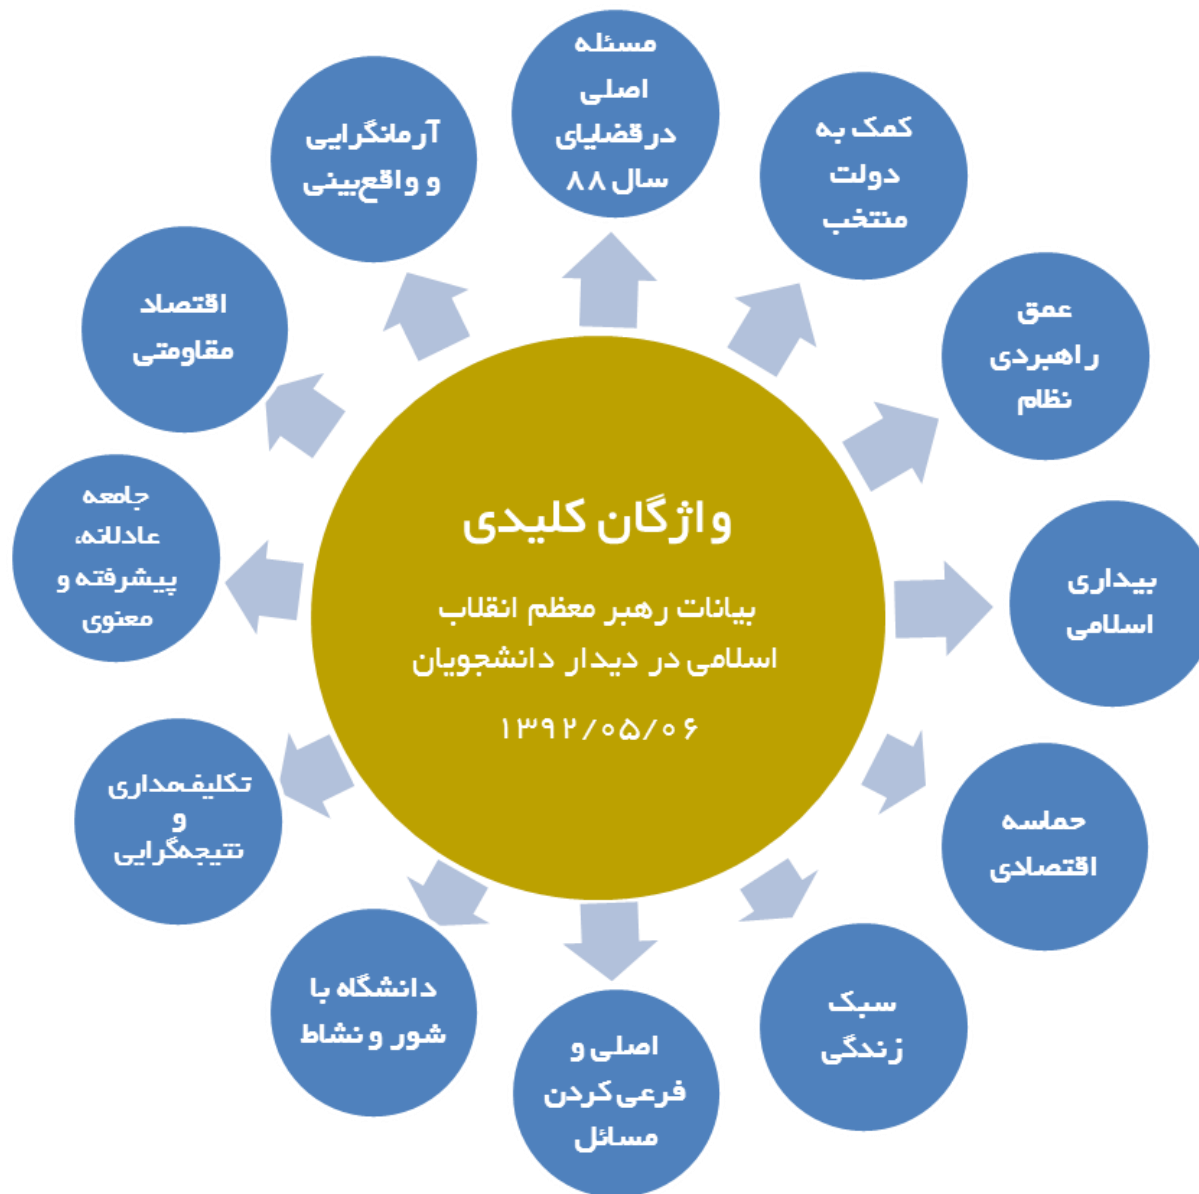 واژگان کلیدی
بیانات رهبر معظم انقلاب
اسلامی در دیدار دانشجویان
۱۳۹۲/۰۵/۰۶
مسئله
اصلی
درقضایای
سال ۸۸
کمک به
دولت
منتخب
عمق
راهبردی
نظام
بیداری
اسلامی
حماسه
اقتصادی
سبک
زندگی
اصلی و
فرعی کردن
مسائل
دانشگاه با
شور و نشاط
تکلیف‌مداری
و
نتیجه‌گرایی
جامعه
عادلانه،
پیشرفته و
معنوی
اقتصاد
مقاومتی
آرمانگرایی
و واقع‌بینی